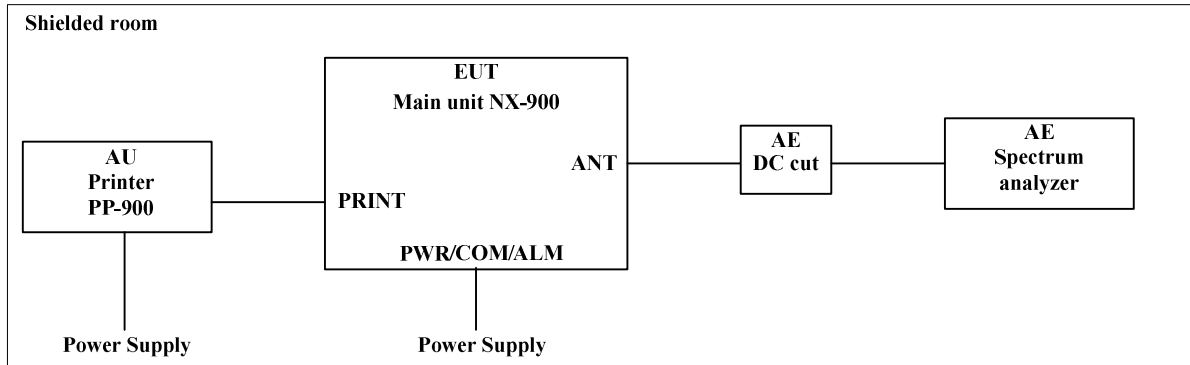 Shielded room
EUT
Main unit NX-900
AU
Printer
PP-900
PRINT
ANT
PWR/COM/ALM
AE
DC cut
AE
Spectrum
analyzer
Power Supply
Power Supply